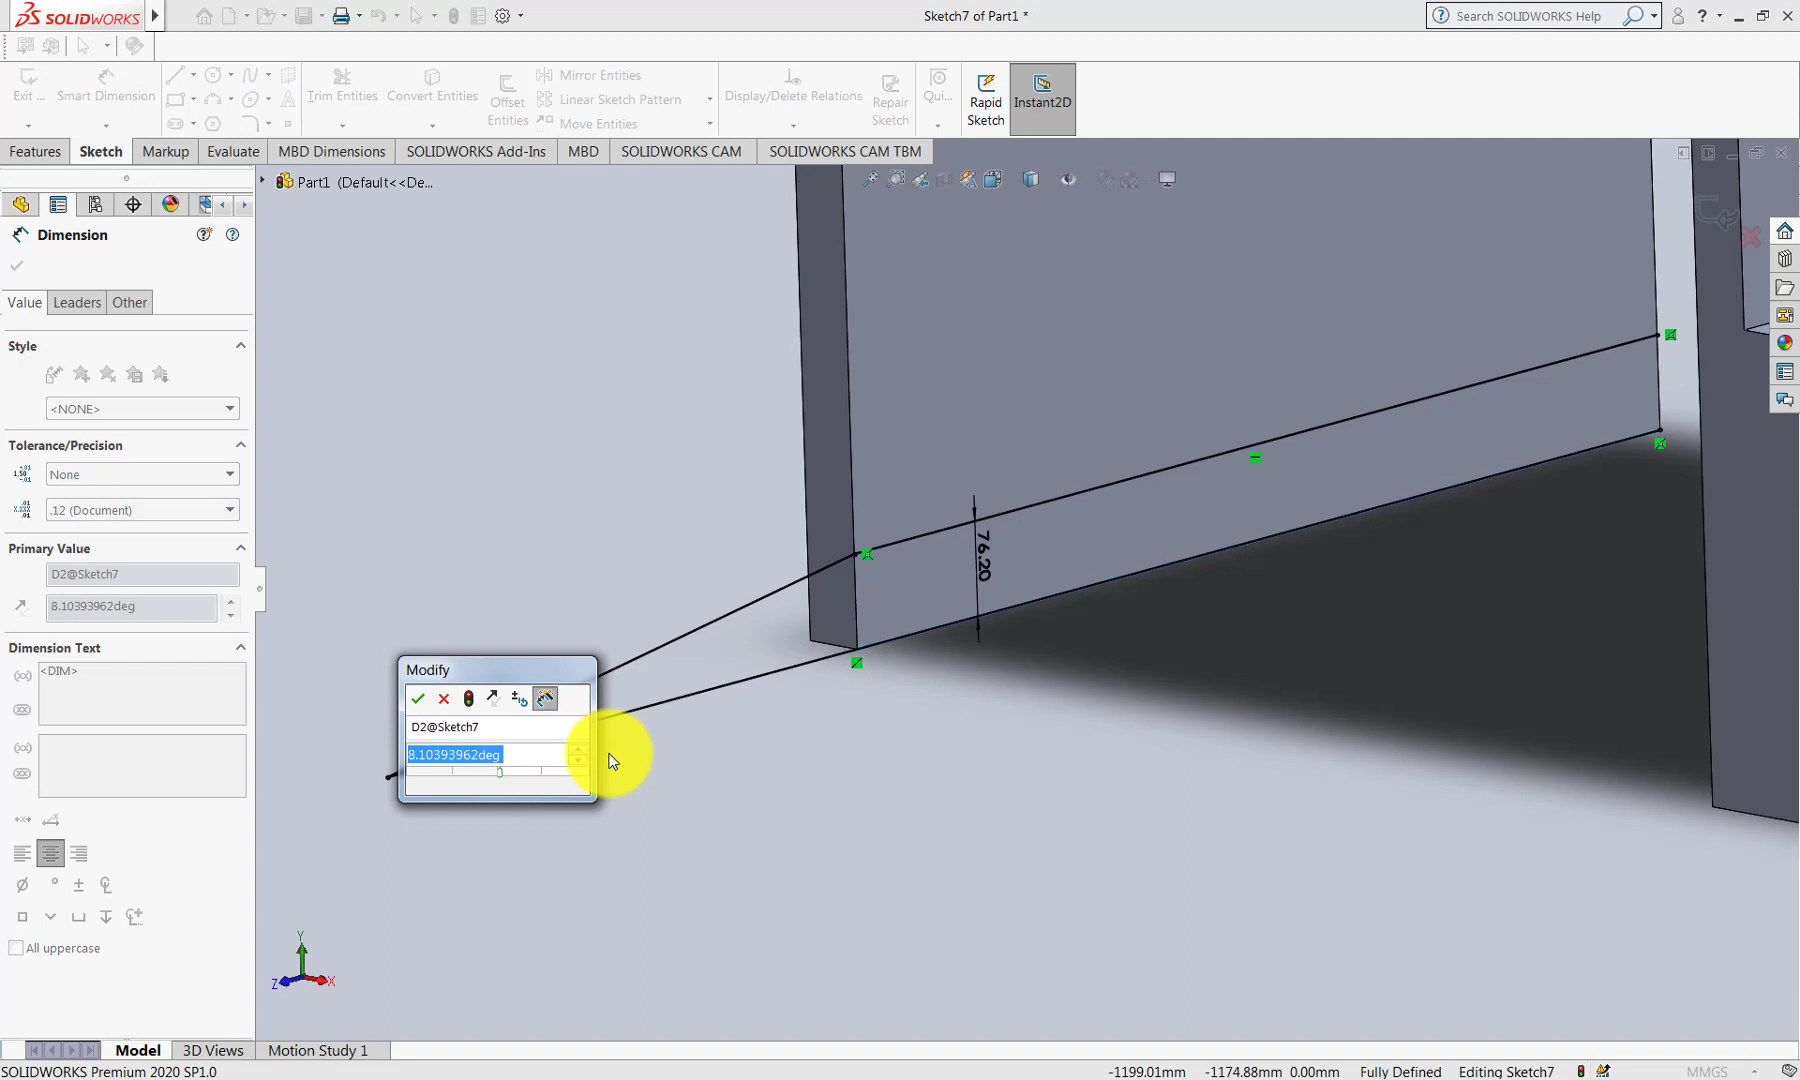 SOLIDWORKS
Sketch7 of Part1 *
Search SOLIDWORKS Help
Exit ...
Smart Dimension
Trim Entities
Convert Entities
Offset Entities
Mirror Entities
Linear Sketch Pattern
Move Entities
Display/Delete Relations
Repair Sketch
Qui...
Rapid Sketch
Instant2D
Features
Sketch
Markup
Evaluate
MBD Dimensions
SOLIDWORKS Add-Ins
MBD
SOLIDWORKS CAM
SOLIDWORKS CAM TBM
Part1 (Default<<De...
Dimension
Value
Leaders
Other
Style
<NONE>
Tolerance/Precision
None
.12 (Document)
Primary Value
D2@Sketch7
8.10393962deg
Dimension Text
<DIM>
All uppercase
76.20
Modify
D2@Sketch7
8.10393962deg
Y
Z
X
Model
3D Views
Motion Study 1
SOLIDWORKS Premium 2020 SP1.0
-1199.01mm
-1174.88mm
0.00mm
Fully Defined
Editing Sketch7
MMGS